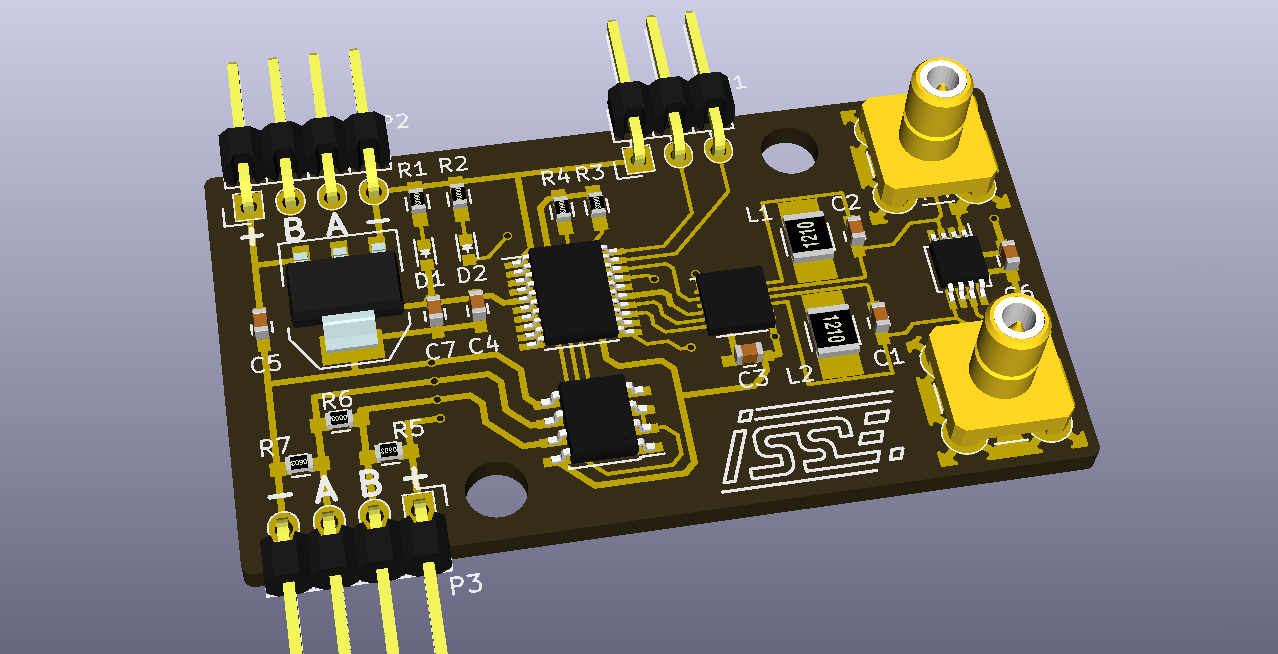 1
P2
R1 R2
R4 R3
+ B A -
L1
1210
C2
D1
D2
C6
C5
C7
C4
C3
L2
1210
C1
R6
R7
R5
- A B +
ISSI
P3